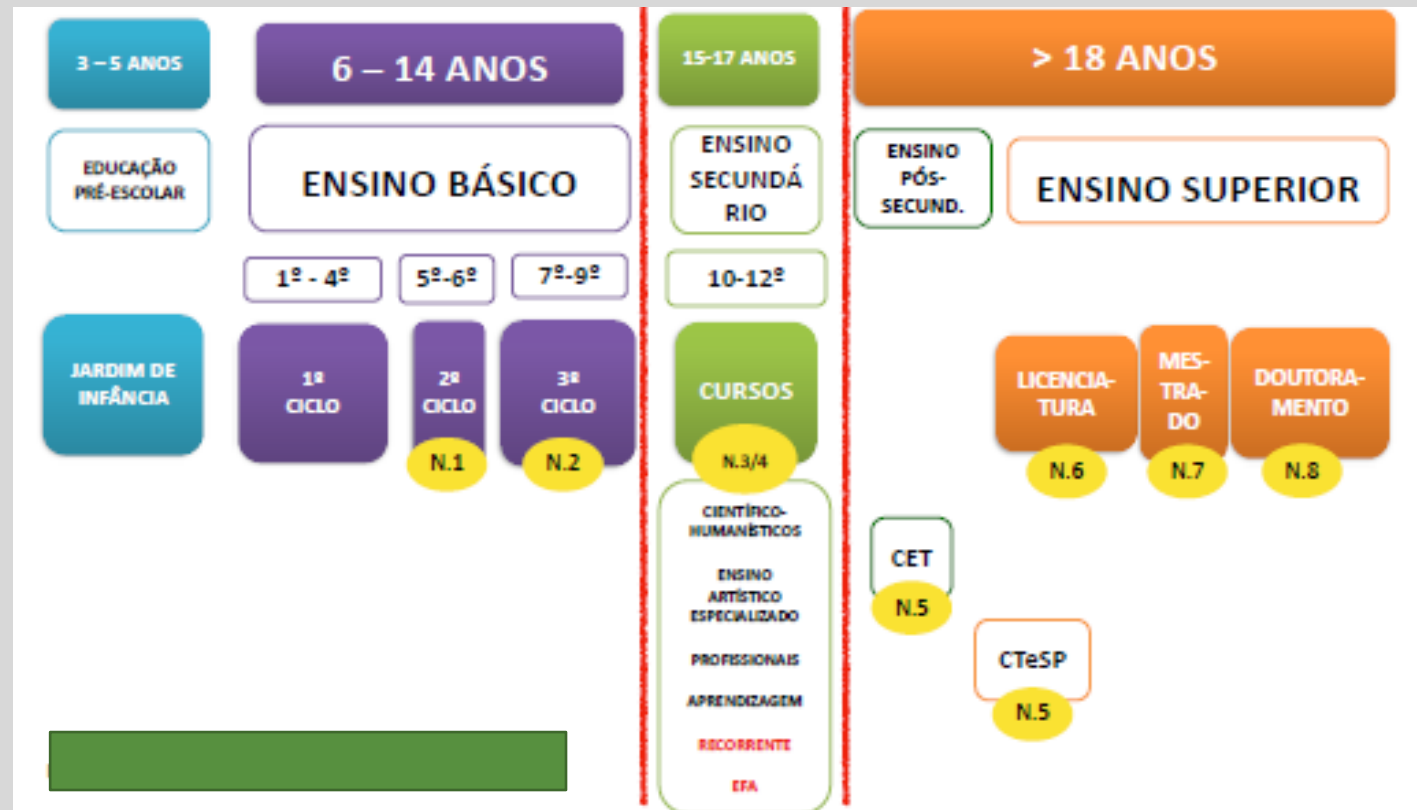 3 – 5 ANOS
6 – 14 ANOS
15-17 ANOS
> 18 ANOS
EDUCAÇÃO
PRÉ-ESCOLAR
ENSINO BÁSICO
ENSINO
SECUNDÁ
RIO
ENSINO
PÓS-
SECUND.
ENSINO SUPERIOR
1º - 4º
5º-6º
7º-9º
10-12º
JARDIM DE
INFÂNCIA
1º
CICLO
2º
CICLO
N.1
3º
CICLO
N.2
CURSOS
N.3/4
LICENCIA-
TURA
N.6
MES-
TRA-
DO
N.7
DOUTORA-
MENTO
N.8
CIENTÍFICO-
HUMANÍSTICOS
ENSINO
ARTÍSTICO
ESPECIALIZADO
PROFISSIONAIS
APRENDIZAGEM
RECORRENTE
EFA
CET
N.5
CTeSP
N.5